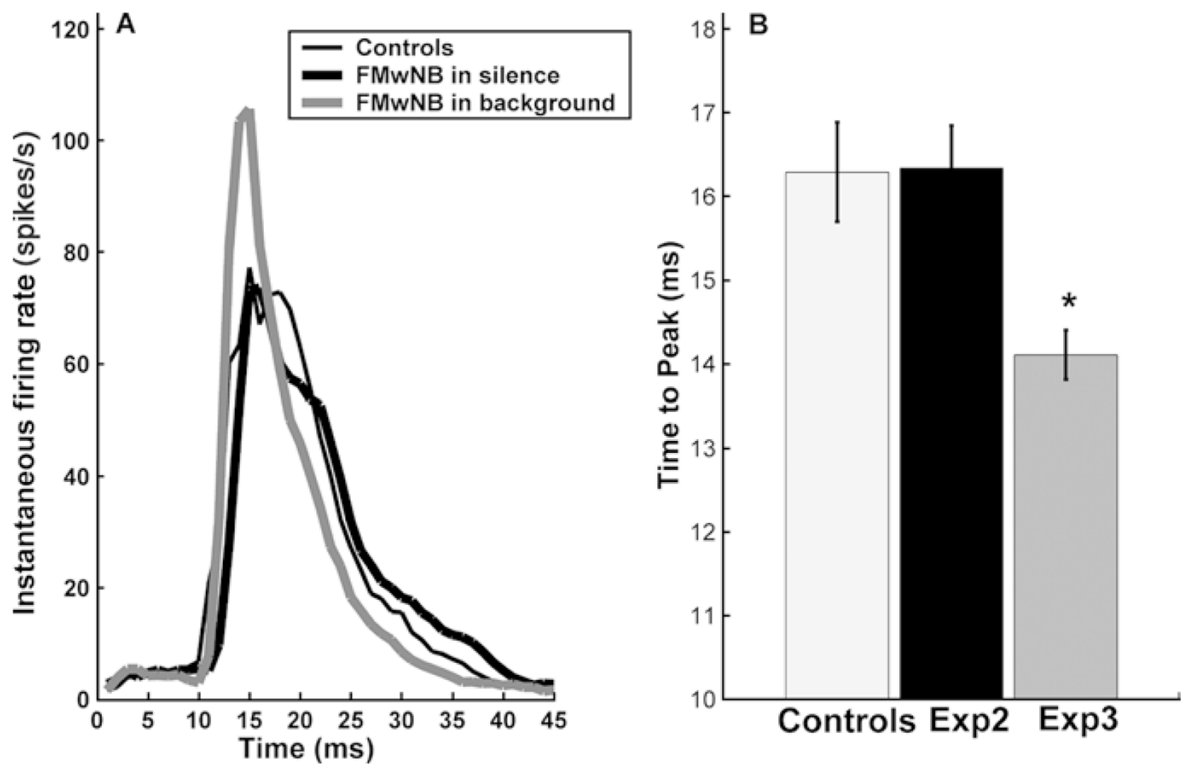 A
Controls
FMwNB in silence
FMwNB in background
Instantaneous firing rate (spikes/s)
120
100
80
60
40
20
0
0 5 10 15 20 25 30 35 40 45
Time (ms)
B
Time to Peak (ms)
18
17
16
15
14
13
12
11
10
*
Controls Exp2 Exp3